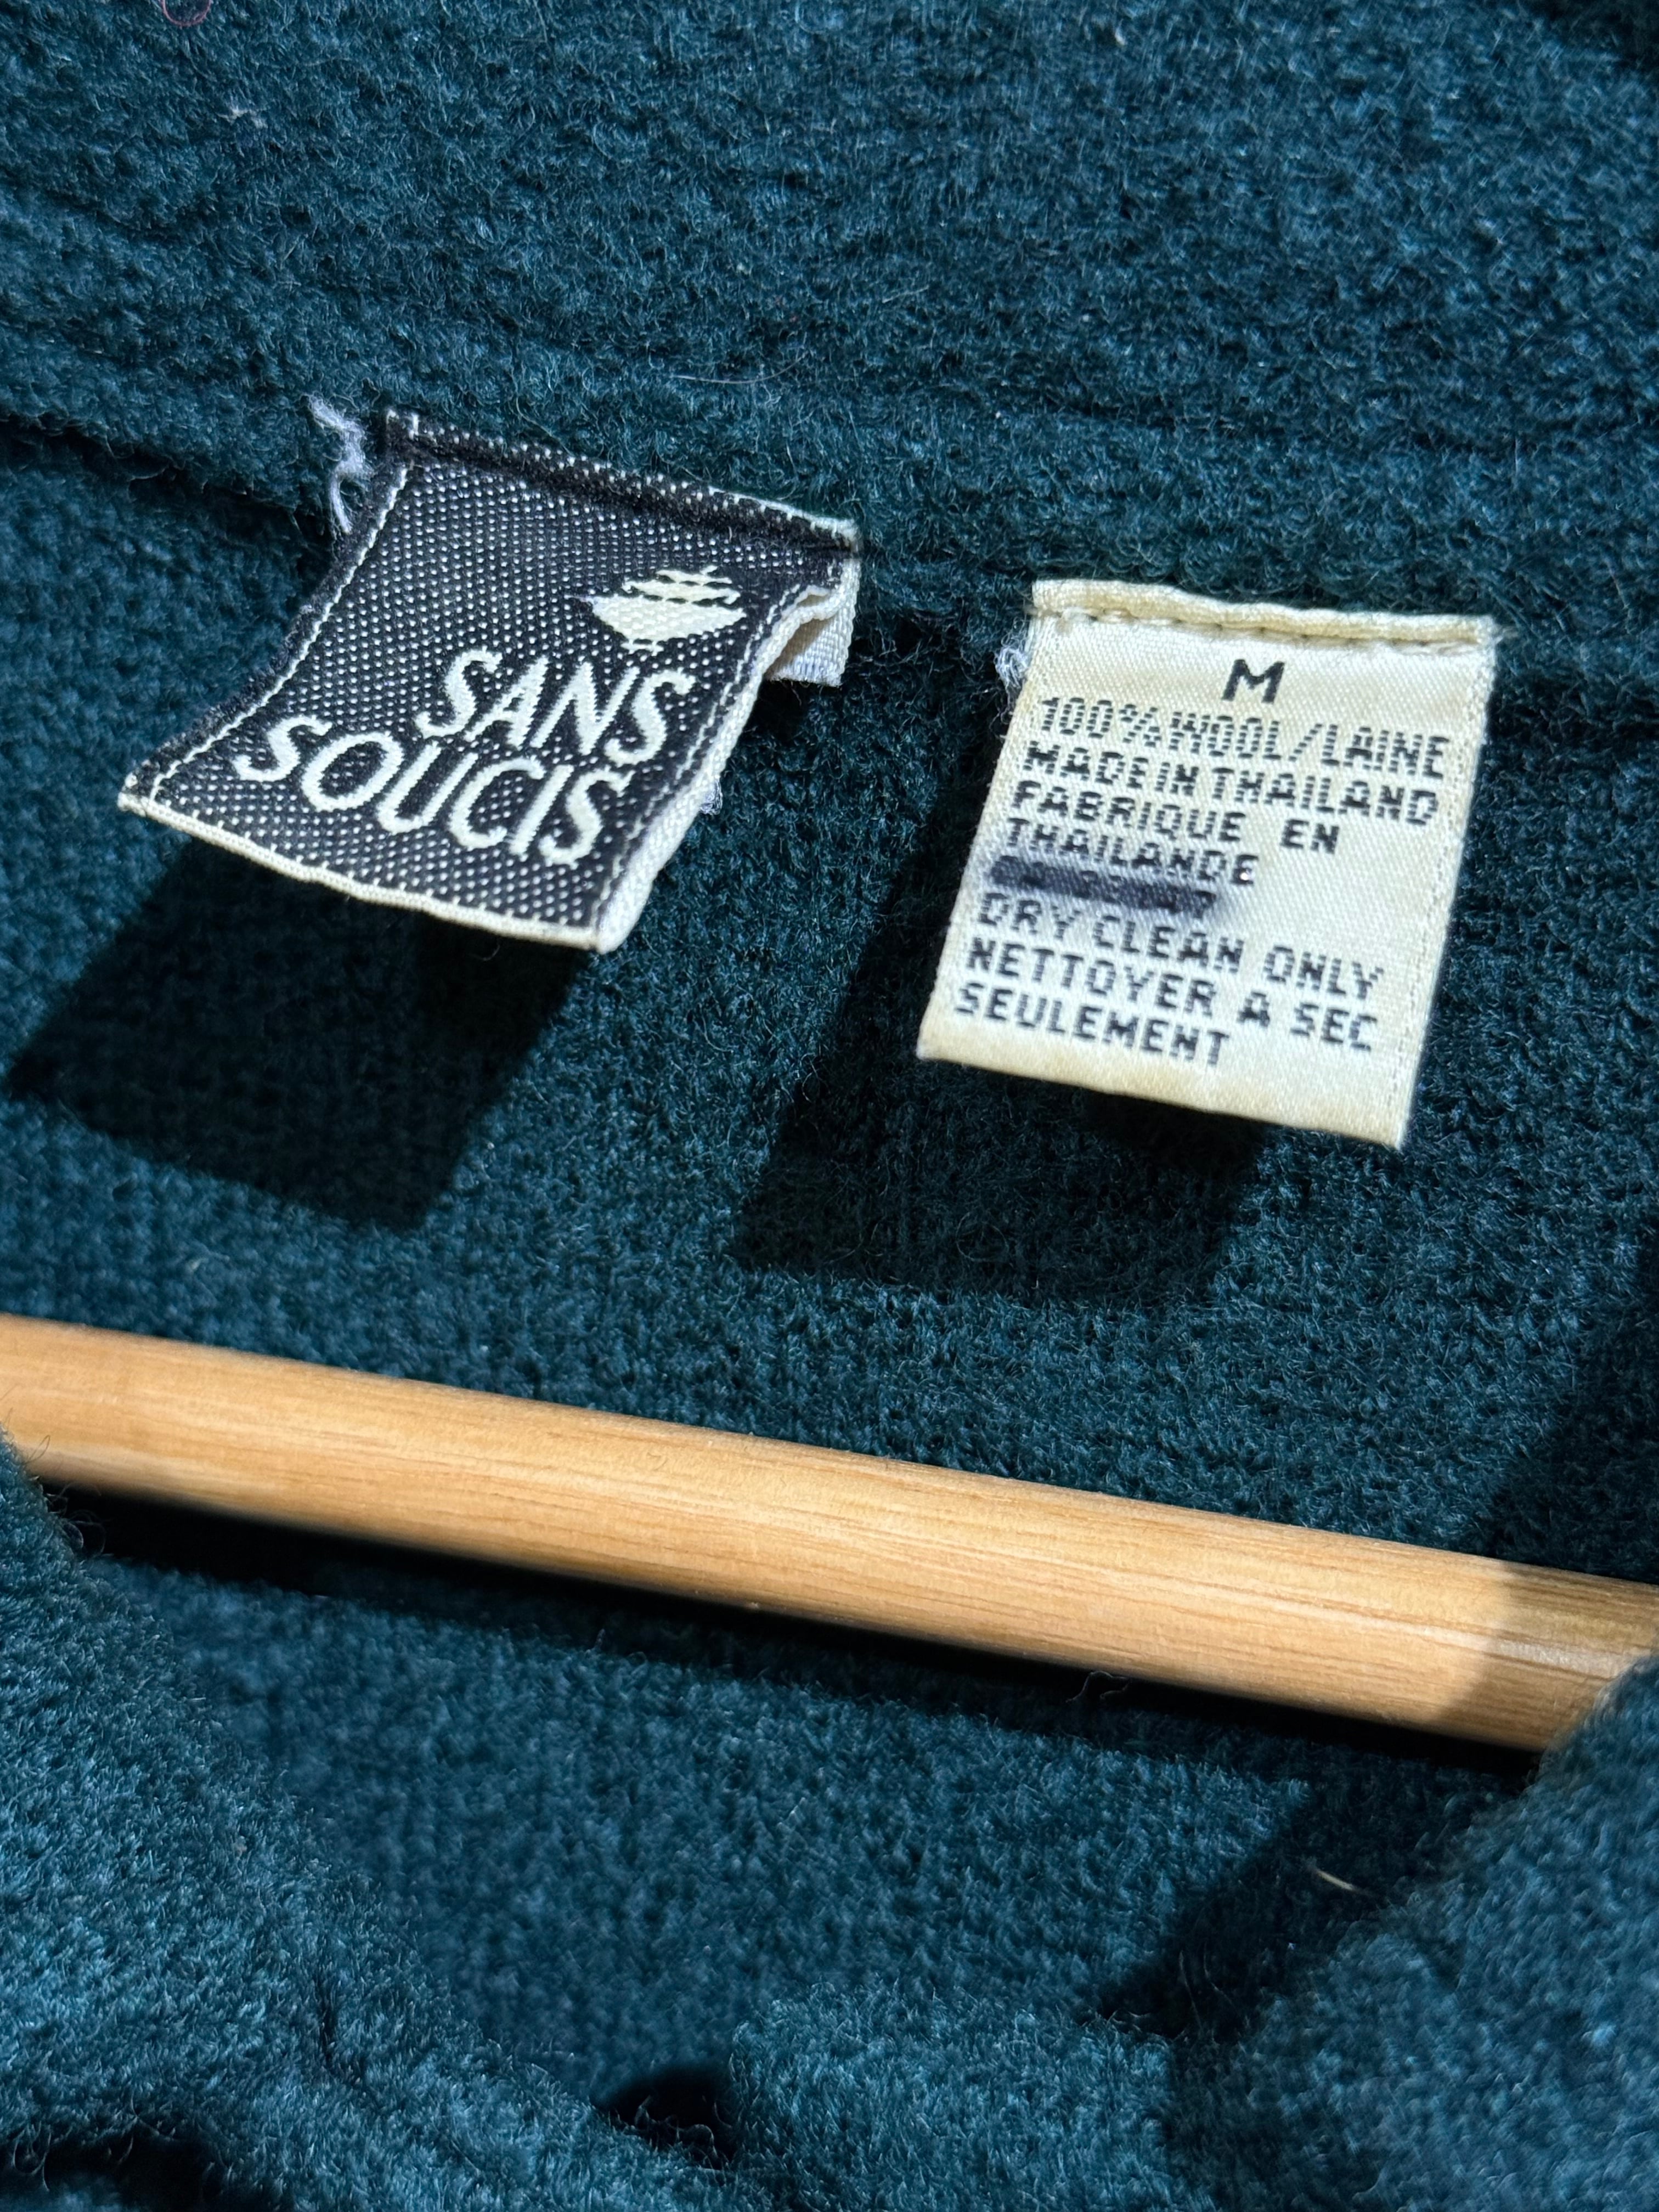 SANS
SOUCIS
M
100% WOOL/LAINE
MADE IN THAILAND
FABRIQUE EN
THAILANDE
DRY CLEAN ONLY
NETTOYER A SEC
SEULEMENT